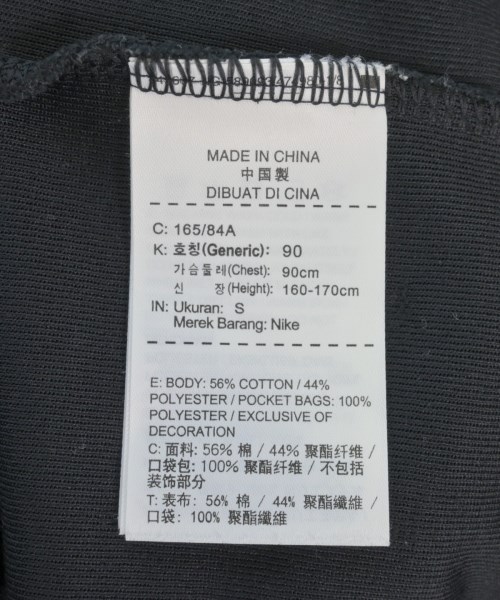 MADE IN CHINA
中国製
DIBUAT DI CINA
C: 165/84A
K: 호칭(Generic): 90
가슴둘레(Chest): 90cm
신 장(Height): 160-170cm
IN: Ukuran: S
Merek Barang: Nike
E: BODY: 56% COTTON / 44%
POLYESTER / POCKET BAGS: 100%
POLYESTER / EXCLUSIVE OF
DECORATION
C: 面料: 56% 棉 / 44% 聚酯纤维 /
口袋包: 100% 聚酯纤维 / 不包括
装饰部分
T: 表布: 56% 棉 / 44% 聚酯纖維 /
口袋: 100% 聚酯纖維